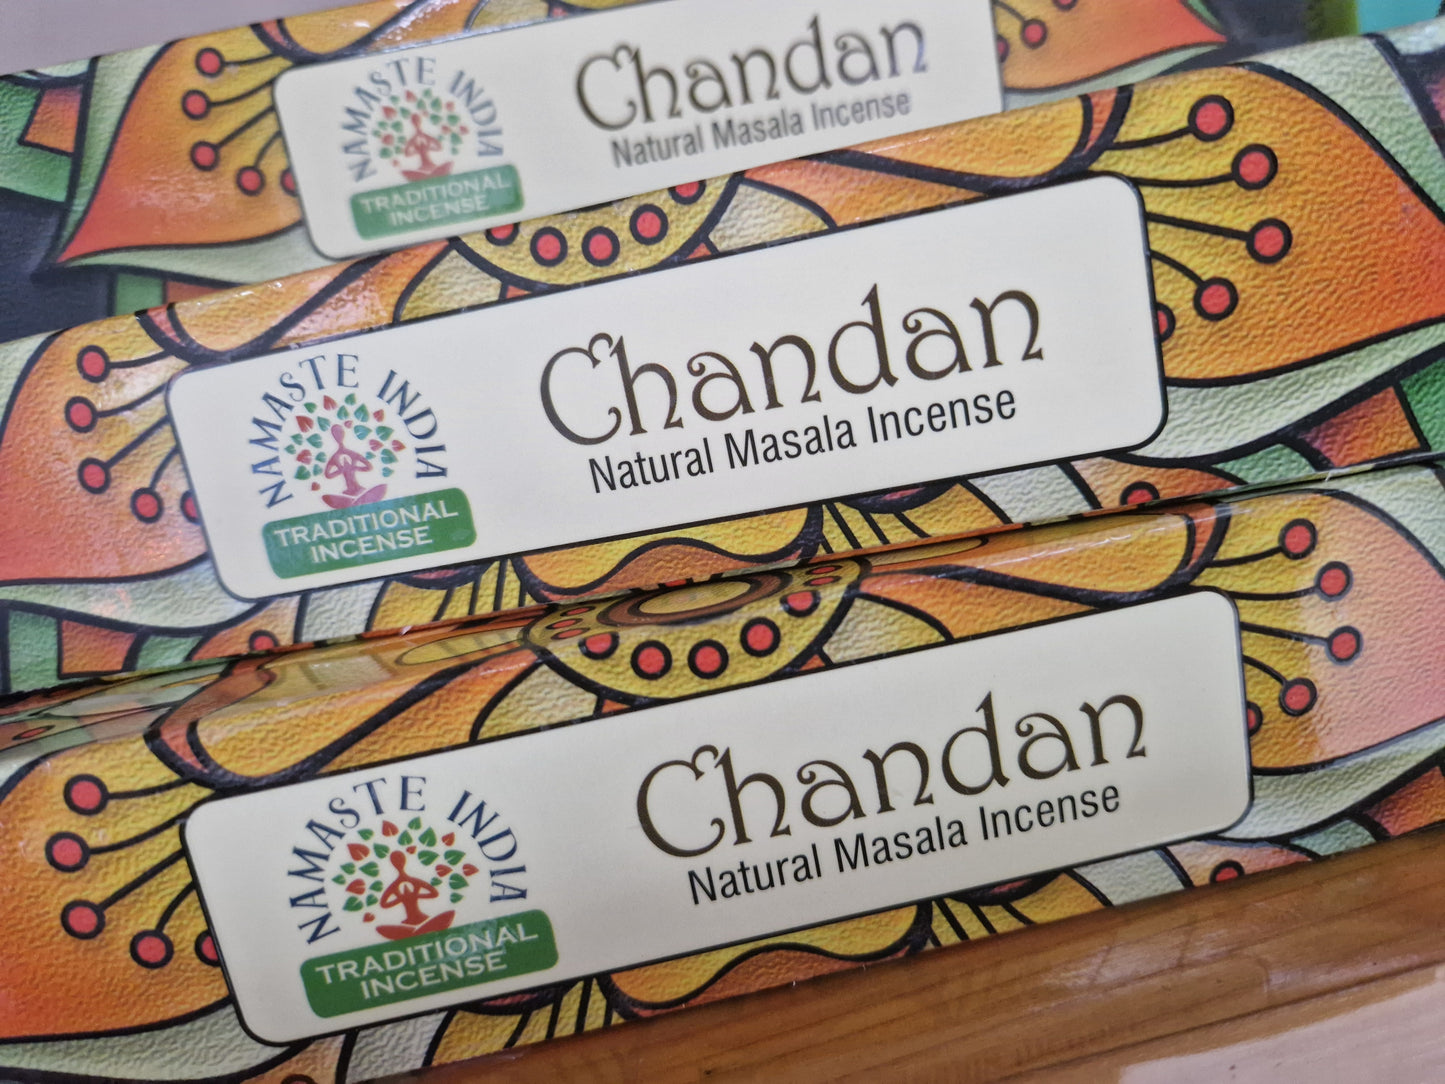 NAMASTE INDIA
TRADITIONAL
INCENSE
Chandan
Natural Masala Incense
NAMASTE INDIA
TRADITIONAL
INCENSE
Chandan
Natural Masala Incense
NAMASTE INDIA
TRADITIONAL
INCENSE
Chandan
Natural Masala Incense